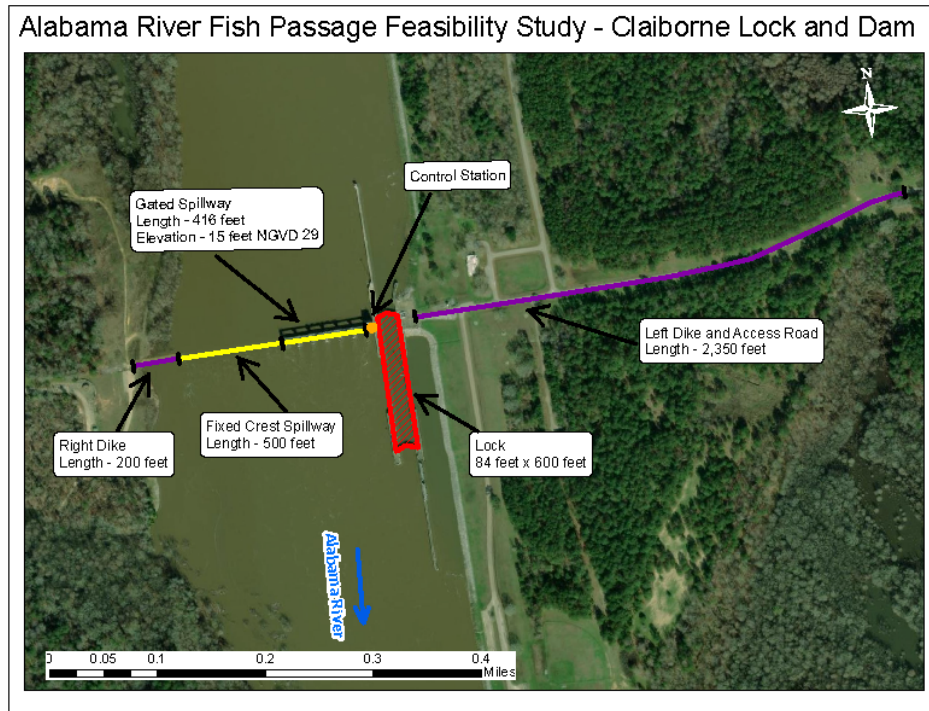 Alabama River Fish Passage Feasibility Study - Claiborne Lock and Dam
N
Control Station
Gated Spillway
Length - 416 feet
Elevation - 15 feet NGVD 29
Left Dike and Access Road
Length - 2,350 feet
Fixed Crest Spillway
Length - 500 feet
Right Dike
Length - 200 feet
Lock
84 feet x 600 feet
Alabama River
0 0.05 0.1 0.2 0.3 0.4
Miles